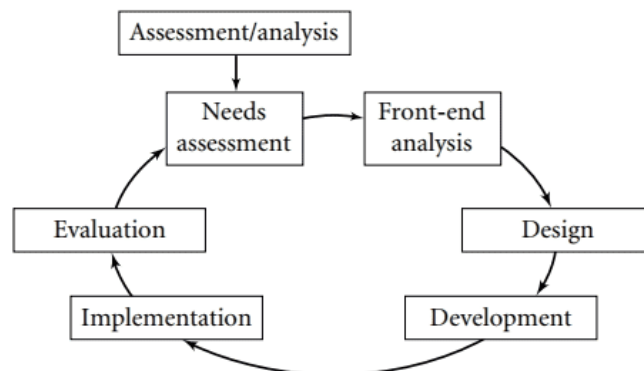 Assessment/analysis
Needs
assessment
Front-end
analysis
Evaluation
Design
Implementation
Development